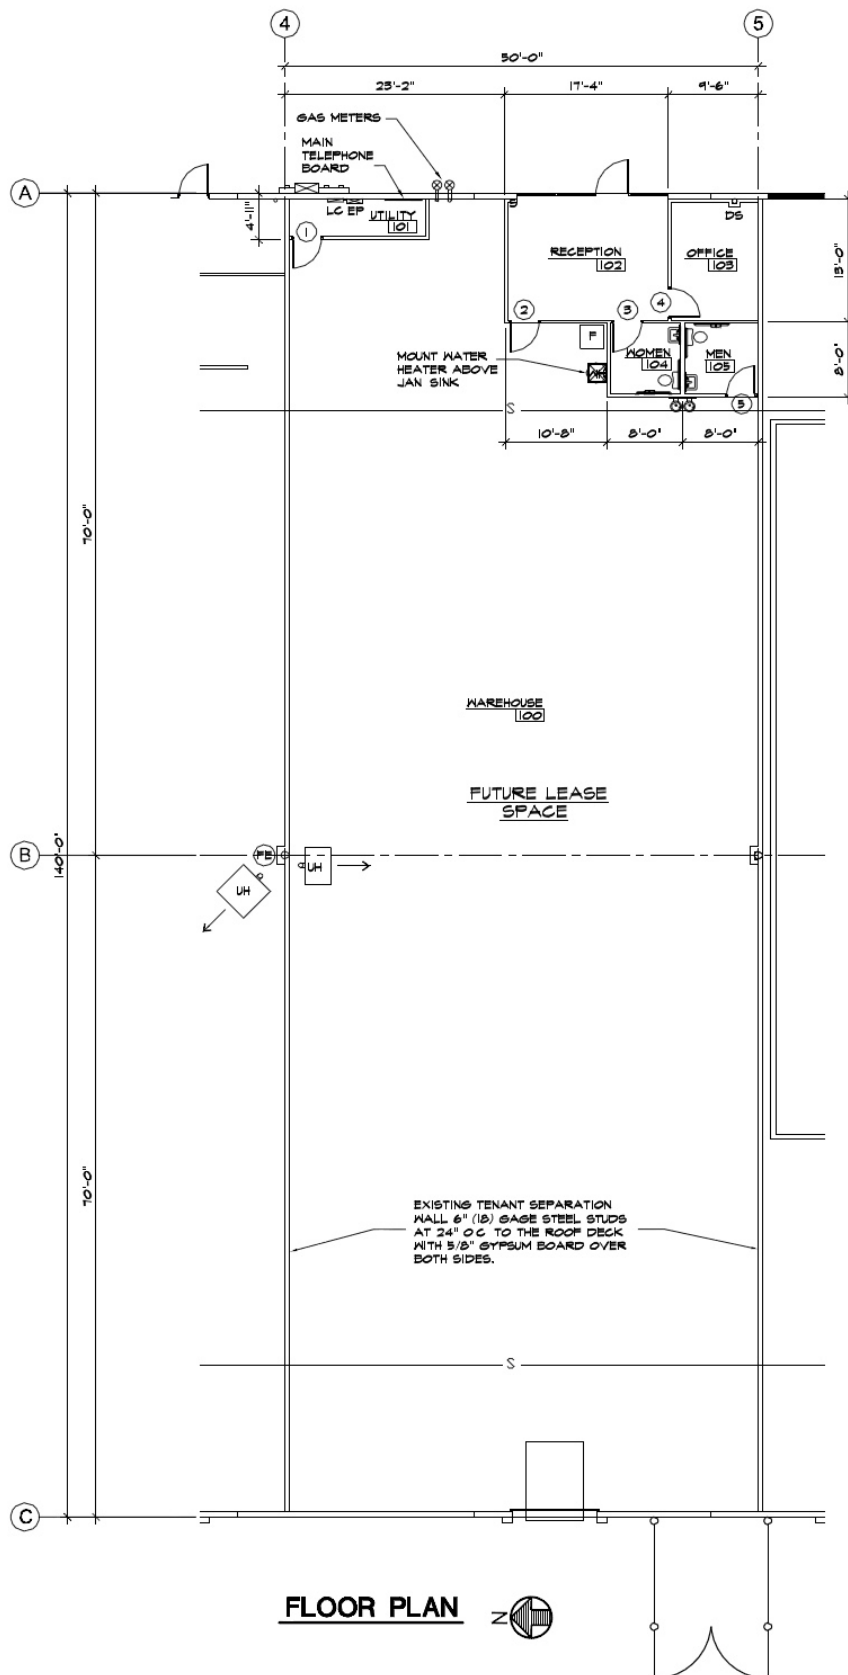 4
5
50'-0"
23'-2"
17'-4"
9'-6"
GAS METERS
MAIN
TELEPHONE
BOARD
A
4'-11"
LC EP
UTILITY
101
1
DS
RECEPTION
102
OFFICE
103
13'-0"
2
3
4
F
MOUNT WATER
HEATER ABOVE
JAN SINK
WOMEN
104
MEN
105
8'-0"
5
S
10'-8"
8'-0"
8'-0"
70'-0"
WAREHOUSE
100
FUTURE LEASE
SPACE
B
140'-0"
FE
UH
UH
70'-0"
EXISTING TENANT SEPARATION
WALL 6" (18) GAGE STEEL STUDS
AT 24" O C TO THE ROOF DECK
WITH 5/8" GYPSUM BOARD OVER
BOTH SIDES.
S
C
FLOOR PLAN
N